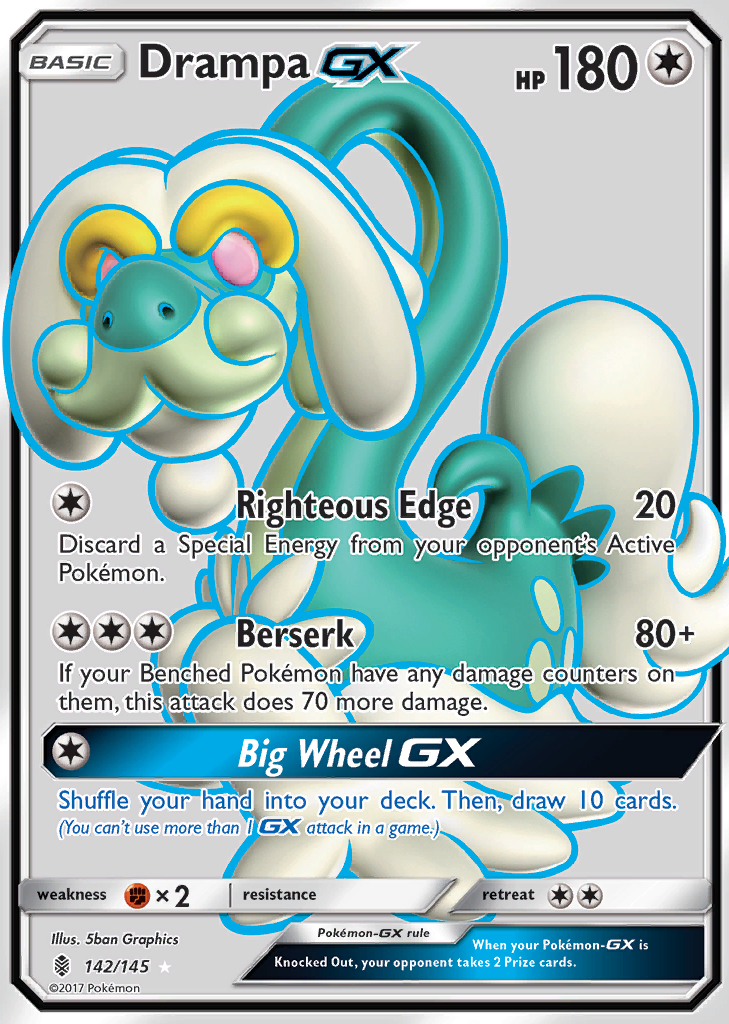 BASIC Drampa GX HP 180
Righteous Edge 20
Discard a Special Energy from your opponent's Active
Pokémon.
Berserk 80+
If your Benched Pokémon have any damage counters on
them, this attack does 70 more damage.
Big Wheel GX
Shuffle your hand into your deck. Then, draw 10 cards.
(You can't use more than 1 GX attack in a game.)
weakness ×2 resistance retreat
Illus. 5ban Graphics
142/145
©2017 Pokémon
Pokémon-GX rule
When your Pokémon-GX is
Knocked Out, your opponent takes 2 Prize cards.